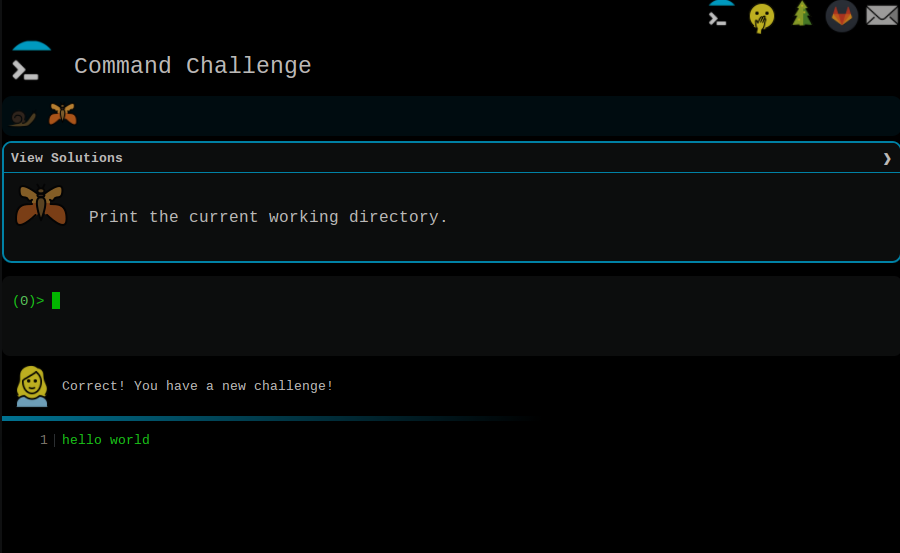 Command Challenge
View Solutions
Print the current working directory.
(0)>
Correct! You have a new challenge!
1 hello world